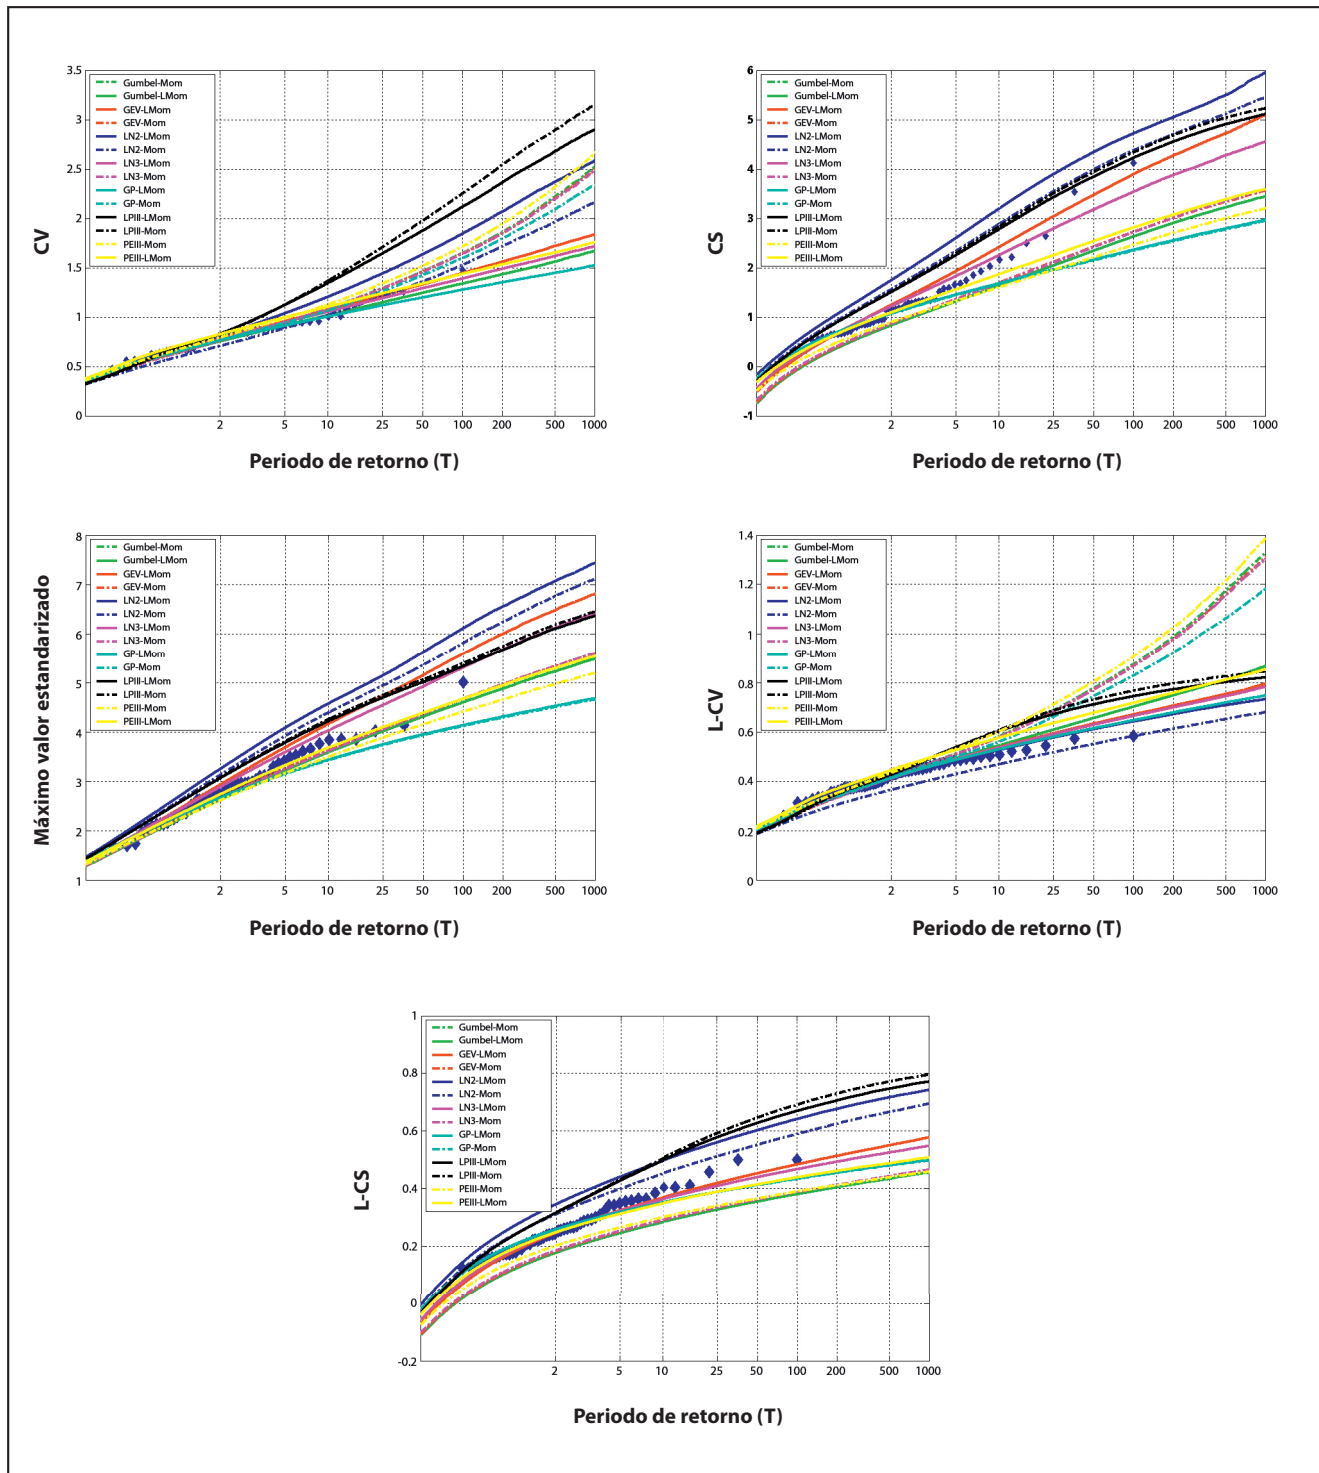 CV
3.5
3
2.5
2
1.5
1
0.5
0
Gumbel-Mom
Gumbel-LMom
GEV-LMom
GEV-Mom
LN2-LMom
LN2-Mom
LN3-LMom
LN3-Mom
GP-LMom
GP-Mom
LPIII-LMom
LPIII-Mom
PEIII-Mom
PEIII-LMom
2 5 10 25 50 100 200 500 1000
Periodo de retorno (T)
CS
6
5
4
3
2
1
0
-1
Gumbel-Mom
Gumbel-LMom
GEV-LMom
GEV-Mom
LN2-LMom
LN2-Mom
LN3-LMom
LN3-Mom
GP-LMom
GP-Mom
LPIII-LMom
LPIII-Mom
PEIII-Mom
PEIII-LMom
2 5 10 25 50 100 200 500 1000
Periodo de retorno (T)
Máximo valor estandarizado
8
7
6
5
4
3
2
1
Gumbel-Mom
Gumbel-LMom
GEV-LMom
GEV-Mom
LN2-LMom
LN2-Mom
LN3-LMom
LN3-Mom
GP-LMom
GP-Mom
LPIII-LMom
LPIII-Mom
PEIII-Mom
PEIII-LMom
2 5 10 25 50 100 200 500 1000
Periodo de retorno (T)
L-CV
1.4
1.2
1
0.8
0.6
0.4
0.2
0
Gumbel-Mom
Gumbel-LMom
GEV-LMom
GEV-Mom
LN2-LMom
LN2-Mom
LN3-LMom
LN3-Mom
GP-LMom
GP-Mom
LPIII-LMom
LPIII-Mom
PEIII-Mom
PEIII-LMom
2 5 10 25 50 100 200 500 1000
Periodo de retorno (T)
L-CS
1
0.8
0.6
0.4
0.2
0
-0.2
Gumbel-Mom
Gumbel-LMom
GEV-LMom
GEV-Mom
LN2-LMom
LN2-Mom
LN3-LMom
LN3-Mom
GP-LMom
GP-Mom
LPIII-LMom
LPIII-Mom
PEIII-Mom
PEIII-LMom
2 5 10 25 50 100 200 500 1000
Periodo de retorno (T)